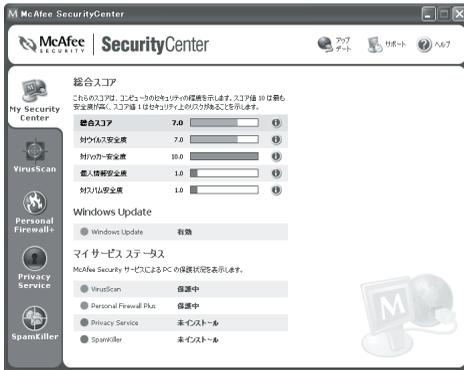 McAfee SecurityCenter
McAfee SECURITY SecurityCenter
アップデート
サポート
ヘルプ
My Security Center
VirusScan
Personal Firewall+
Privacy Service
SpamKiller
総合スコア
これらのスコアは、コンピュータのセキュリティの程度を示します。スコア値 10 は最も
安全度が高く、スコア値 1 はセキュリティ上のリスクがあることを示します。
総合スコア 7.0
対ウイルス安全度 7.0
対ハッカー安全度 10.0
個人情報安全度 1.0
対スパム安全度 1.0
Windows Update
Windows Update 有効
マイ サービス ステータス
McAfee Security サービスによる PC の保護状況を表示します。
VirusScan 保護中
Personal Firewall Plus 保護中
Privacy Service 未インストール
SpamKiller 未インストール